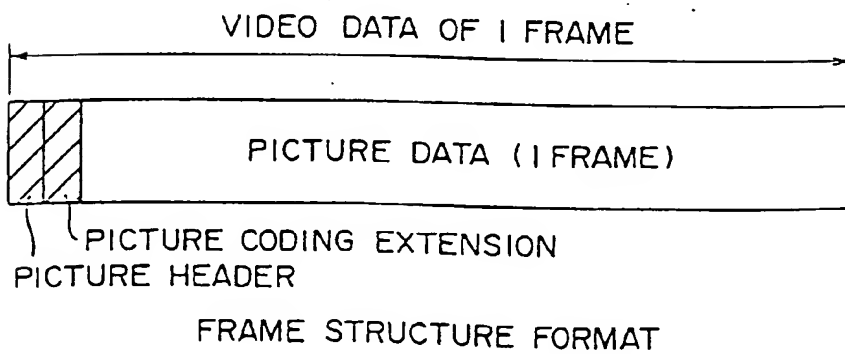 VIDEO DATA OF 1 FRAME
PICTURE DATA (1 FRAME)
PICTURE CODING EXTENSION
PICTURE HEADER
FRAME STRUCTURE FORMAT